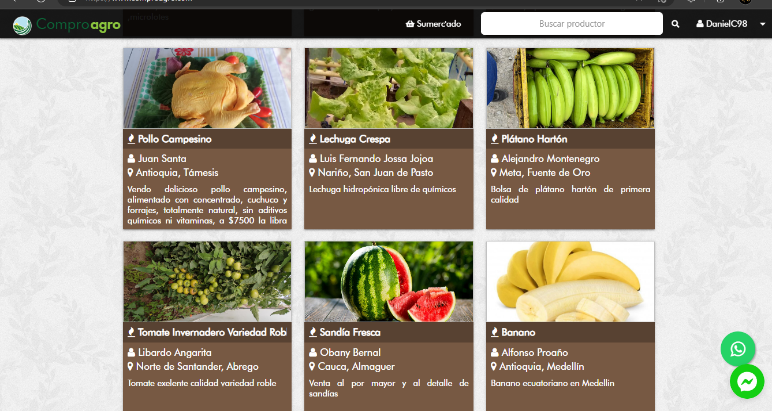 Comproagro
Sumerc'ado
Buscar productor
DanielC98
Pollo Campesino
Juan Santa
Antioquia, Támesis
Vendo delicioso pollo campesino,
alimentado con concentrado, cuchuco y
forrajes, totalmente natural, sin aditivos
químicos ni vitaminas, a $7500 la libra
Lechuga Crespa
Luis Fernando Jossa Jojoa
Nariño, San Juan de Pasto
Lechuga hidropónica libre de químicos
Plátano Hartón
Alejandro Montenegro
Meta, Fuente de Oro
Bolsa de plátano hartón de primera
calidad
Tomate Invernadero Variedad Robl
Libardo Angarita
Norte de Santander, Abrego
Tomate exelente calidad variedad roble
Sandía Fresca
Obany Bernal
Cauca, Almaguer
Venta al por mayor y al detalle de
sandías
Banano
Alfonso Proaño
Antioquia, Medellín
Banano ecuatoriano en Medellin